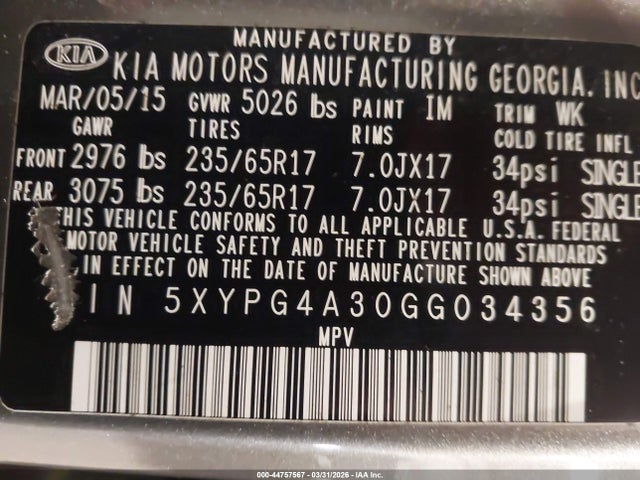 MANUFACTURED BY
KIA KIA MOTORS MANUFACTURING GEORGIA, INC
MAR/05/15 GVWR 5026 lbs PAINT IM TRIM WK
GAWR TIRES RIMS COLD TIRE INFL
FRONT 2976 lbs 235/65R17 7.0JX17 34psi SINGLE
REAR 3075 lbs 235/65R17 7.0JX17 34psi SINGLE
THIS VEHICLE CONFORMS TO ALL APPLICABLE U.S.A. FEDERAL
MOTOR VEHICLE SAFETY AND THEFT PREVENTION STANDARDS
IN EFFECT ON THE DATE OF MANUFACTURE SHOWN ABOVE
IN 5XYPG4A30GG034356
MPV
000-44757567 - 03/31/2026 - IAA Inc.